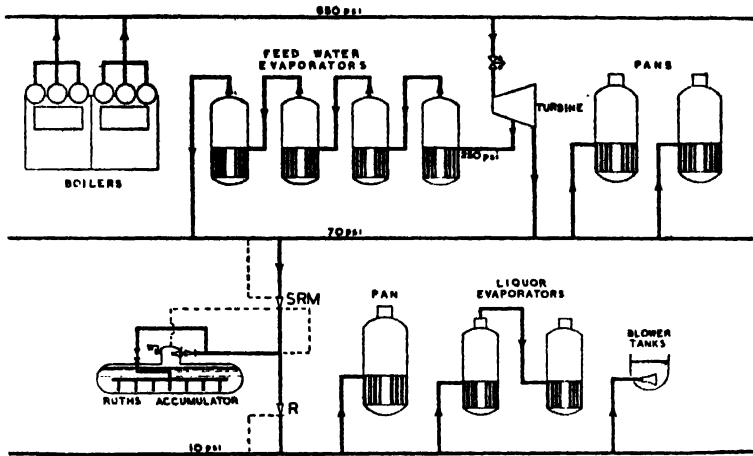 650 psi
FEED WATER
EVAPORATORS
PANS
TURBINE
250 psi
BOILERS
70 psi
SRM
PAN
LIQUOR
EVAPORATORS
BLOWER
TANKS
RUTHS ACCUMULATOR
R
10 psi